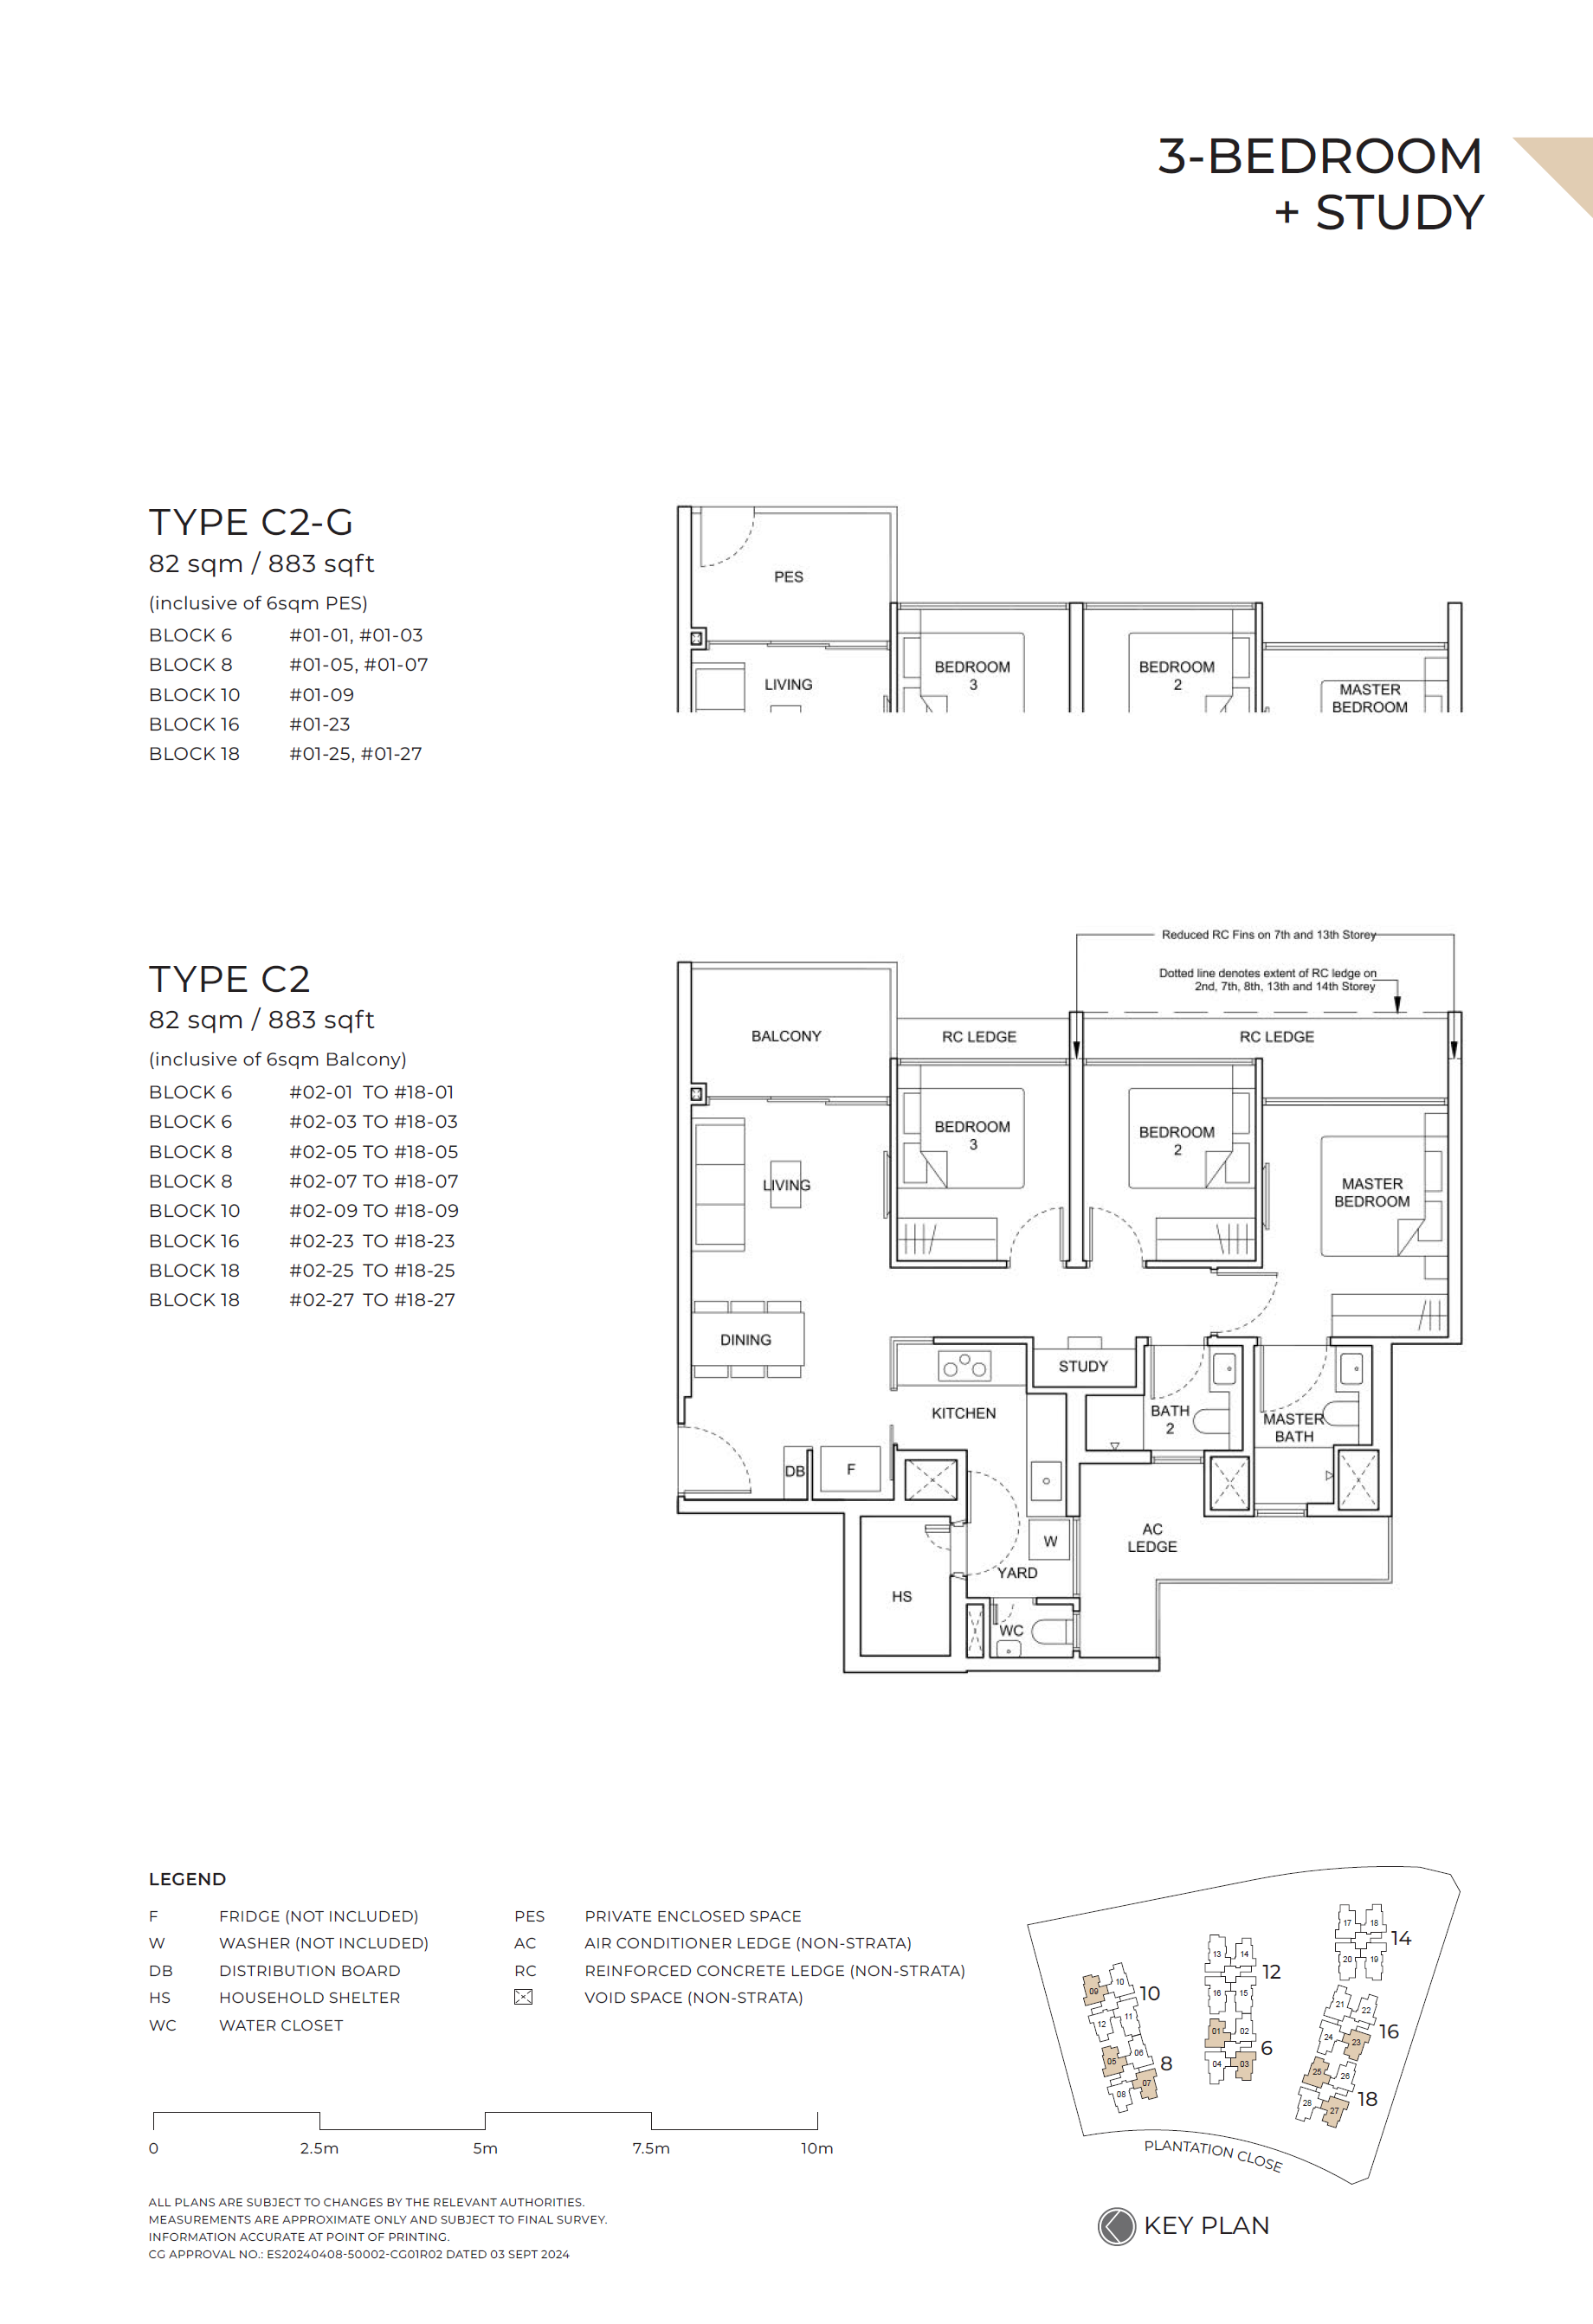 3-BEDROOM
+ STUDY
TYPE C2-G
82 sqm / 883 sqft
(inclusive of 6sqm PES)
BLOCK 6 #01-01, #01-03
BLOCK 8 #01-05, #01-07
BLOCK 10 #01-09
BLOCK 16 #01-23
BLOCK 18 #01-25, #01-27
PES
LIVING
BEDROOM
3
BEDROOM
2
MASTER
BEDROOM
TYPE C2
82 sqm / 883 sqft
(inclusive of 6sqm Balcony)
BLOCK 6 #02-01 TO #18-01
BLOCK 6 #02-03 TO #18-03
BLOCK 8 #02-05 TO #18-05
BLOCK 8 #02-07 TO #18-07
BLOCK 10 #02-09 TO #18-09
BLOCK 16 #02-23 TO #18-23
BLOCK 18 #02-25 TO #18-25
BLOCK 18 #02-27 TO #18-27
Reduced RC Fins on 7th and 13th Storey
Dotted line denotes extent of RC ledge on
2nd, 7th, 8th, 13th and 14th Storey
BALCONY
RC LEDGE
RC LEDGE
BEDROOM
3
BEDROOM
2
LIVING
MASTER
BEDROOM
DINING
STUDY
KITCHEN
BATH
2
MASTER
BATH
DB
F
AC
LEDGE
W
YARD
HS
WC
LEGEND
F FRIDGE (NOT INCLUDED)
W WASHER (NOT INCLUDED)
DB DISTRIBUTION BOARD
HS HOUSEHOLD SHELTER
WC WATER CLOSET
PES PRIVATE ENCLOSED SPACE
AC AIR CONDITIONER LEDGE (NON-STRATA)
RC REINFORCED CONCRETE LEDGE (NON-STRATA)
VOID SPACE (NON-STRATA)
0 2.5m 5m 7.5m 10m
ALL PLANS ARE SUBJECT TO CHANGES BY THE RELEVANT AUTHORITIES.
MEASUREMENTS ARE APPROXIMATE ONLY AND SUBJECT TO FINAL SURVEY.
INFORMATION ACCURATE AT POINT OF PRINTING.
CG APPROVAL NO.: ES20240408-50002-CG01R02 DATED 03 SEPT 2024
17 18
14
20 19
13 14
12
16 15
10
09
10
11
12
21
22
16
24
23
01 02
6
04 03
06
05
8
07
08
25
26
18
28
27
PLANTATION CLOSE
KEY PLAN